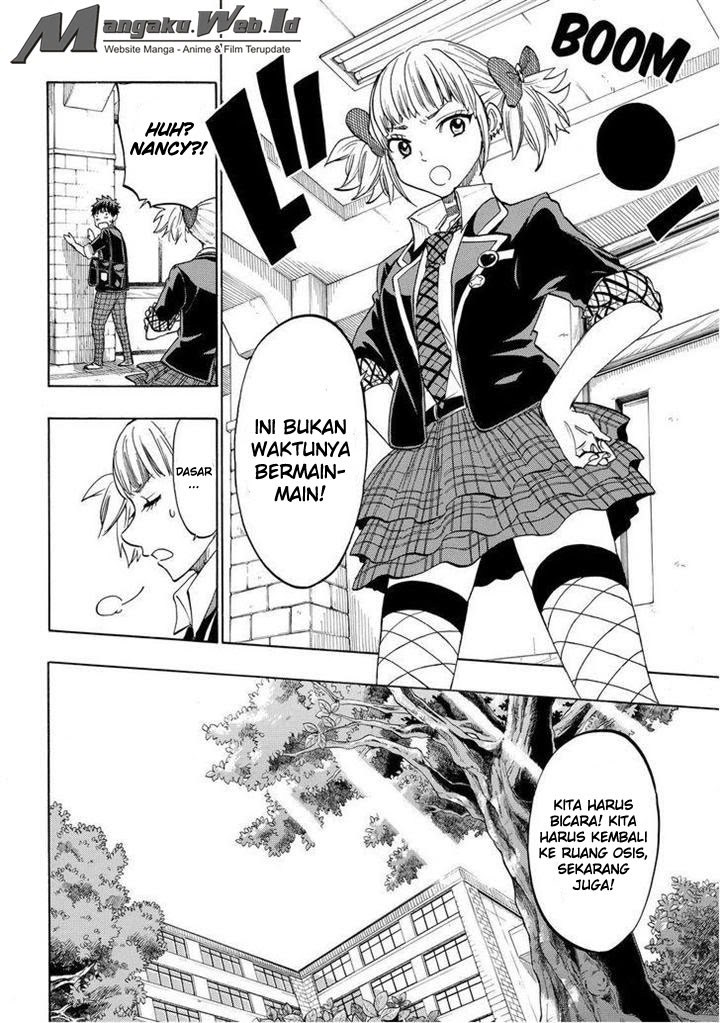 Mangaku.Web.Id
Website Manga - Anime & Film Terupdate
BOOM
INI BUKAN
WAKTUNYA
BERMAIN-
MAIN!
HUH?
NANCY?!
DASAR
...
KITA HARUS
BICARA! KITA
HARUS KEMBALI
KE RUANG OSIS,
SEKARANG
JUGA!